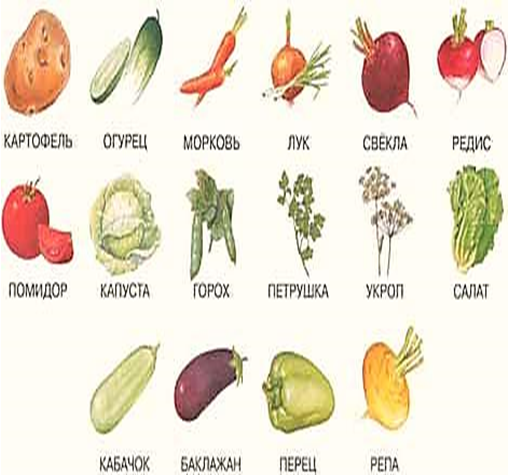 КАРТОФЕЛЬ ОГУРЕЦ МОРКОВЬ ЛУК СВЁКЛА РЕДИС
ПОМИДОР КАПУСТА ГОРОХ ПЕТРУШКА УКРОП САЛАТ
КАБАЧОК БАКЛАЖАН ПЕРЕЦ РЕПА